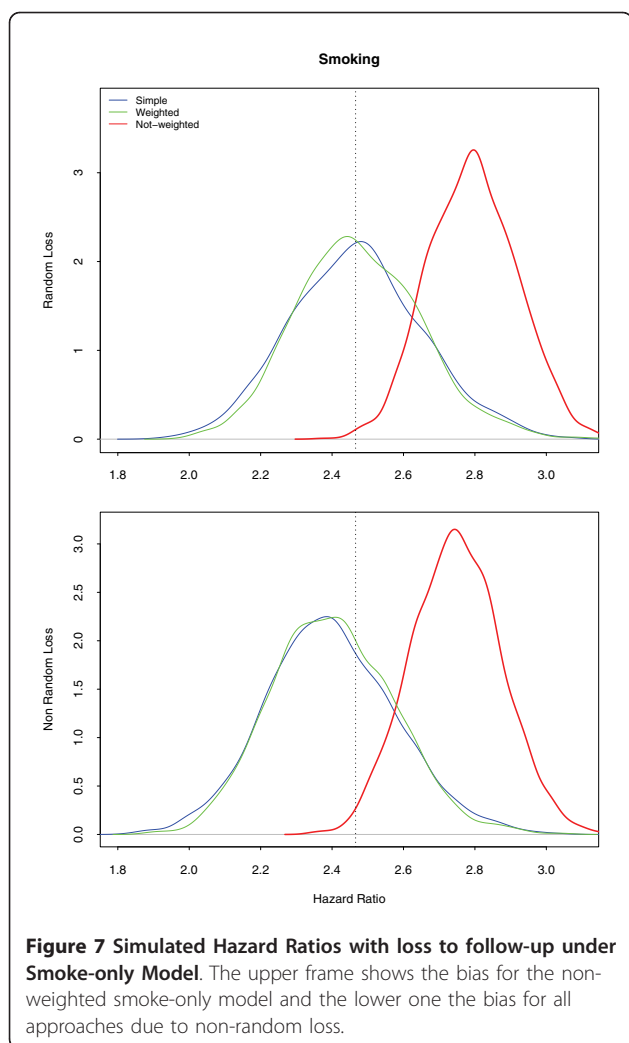 Smoking
Simple
Weighted
Not-weighted
Random Loss
0
1
2
3
1.8 2.0 2.2 2.4 2.6 2.8 3.0
Non Random Loss
0.0
0.5
1.0
1.5
2.0
2.5
3.0
1.8 2.0 2.2 2.4 2.6 2.8 3.0
Hazard Ratio
Figure 7 Simulated Hazard Ratios with loss to follow-up under
Smoke-only Model. The upper frame shows the bias for the non-
weighted smoke-only model and the lower one the bias for all
approaches due to non-random loss.